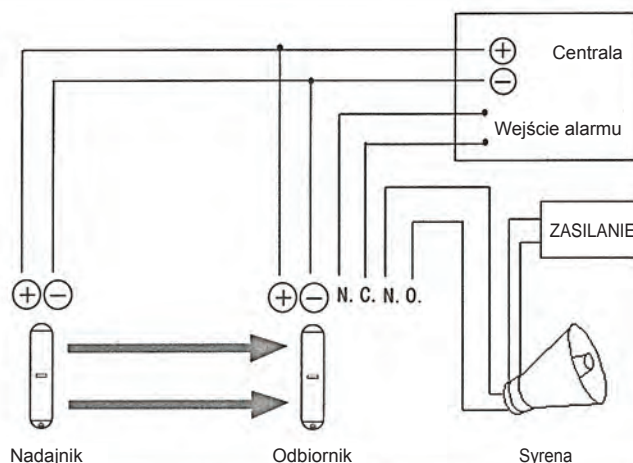 + Centrala
−
Wejście alarmu
ZASILANIE
+ − + − N. C. N. O.
Nadajnik Odbiornik Syrena